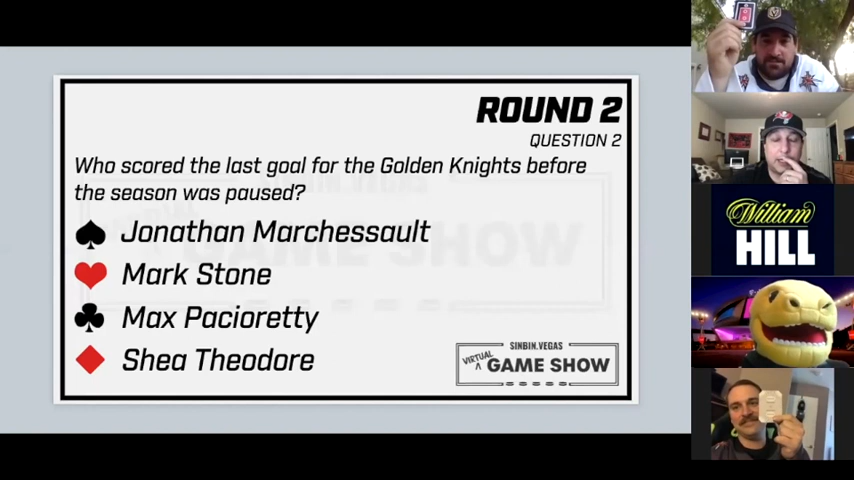 ROUND 2
QUESTION 2
Who scored the last goal for the Golden Knights before
the season was paused?
Jonathan Marchessault
Mark Stone
Max Pacioretty
Shea Theodore
SINBIN.VEGAS
VIRTUAL
^ GAME SHOW
William
HILL